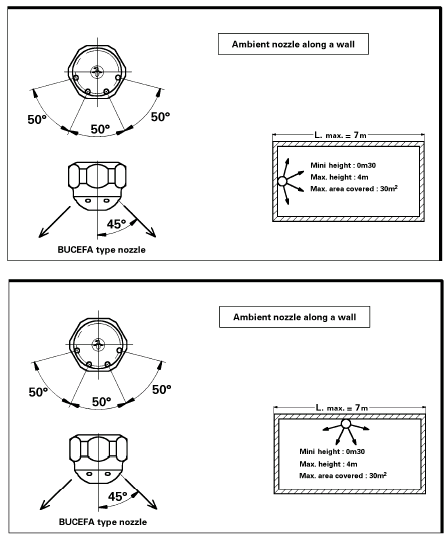 Ambient nozzle along a wall
50°
50°
50°
L. max. = 7m
Mini height : 0m30
Max. height : 4m
Max. area covered : 30m²
45°
BUCEFA type nozzle
Ambient nozzle along a wall
50°
50°
50°
L. max. = 7m
Mini height : 0m30
Max. height : 4m
Max. area covered : 30m²
45°
BUCEFA type nozzle